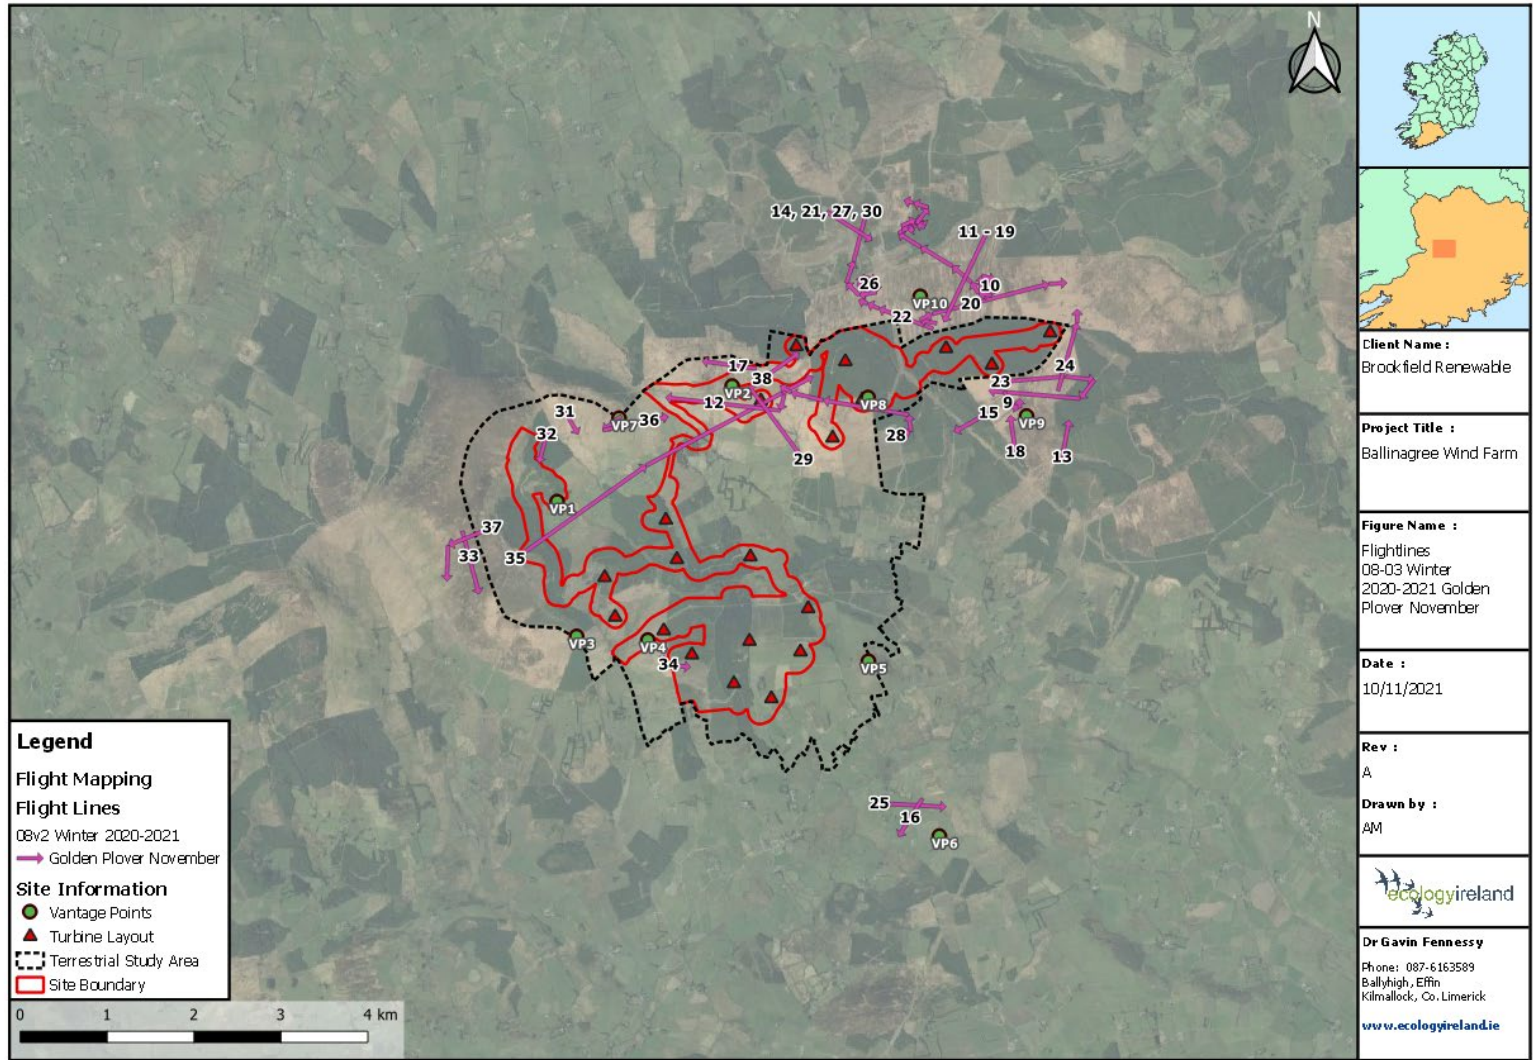 N
14, 21, 27, 30
11 - 19
26
10
VP10
20
22
17
38
24
23
VP2
12
VP8
9
31
VP7
36
15
VP9
32
28
29
18
13
VP1
37
33
35
VP3
VP4
34
VP5
25
16
VP6
Legend
Flight Mapping
Flight Lines
08v2 Winter 2020-2021
Golden Plover November
Site Information
Vantage Points
Turbine Layout
Terrestrial Study Area
Site Boundary
0 1 2 3 4 km
Client Name :
Brookfield Renewable
Project Title :
Ballinagree Wind Farm
Figure Name :
Flightlines
08-03 Winter
2020-2021 Golden
Plover November
Date :
10/11/2021
Rev :
A
Drawn by :
AM
ecologyireland
Dr Gavin Fennessy
Phone: 087-6163589
Ballyhigh, Effin
Kilmallock, Co. Limerick
www.ecologyireland.ie